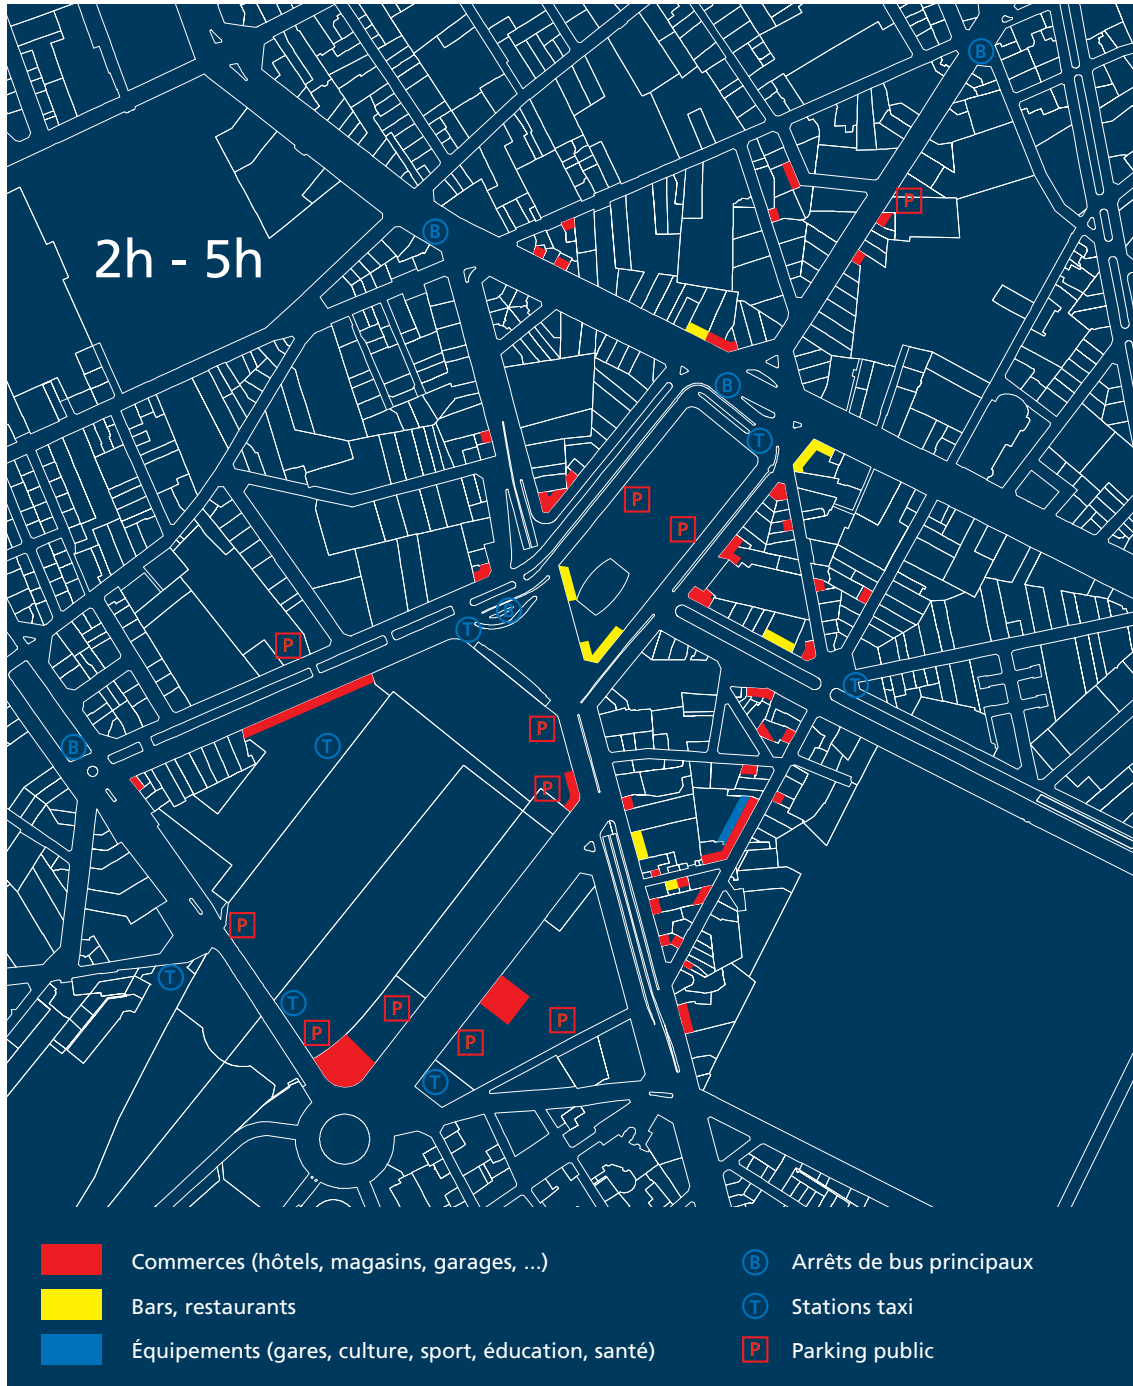 B
P
2h - 5h
B
B
T
P
P
B
T
P
T
P
B
T
P
P
T
T
P
P
P
P
T
B
Commerces (hôtels, magasins, garages, ...)
B Arrêts de bus principaux
Bars, restaurants
T Stations taxi
Équipements (gares, culture, sport, éducation, santé)
P Parking public